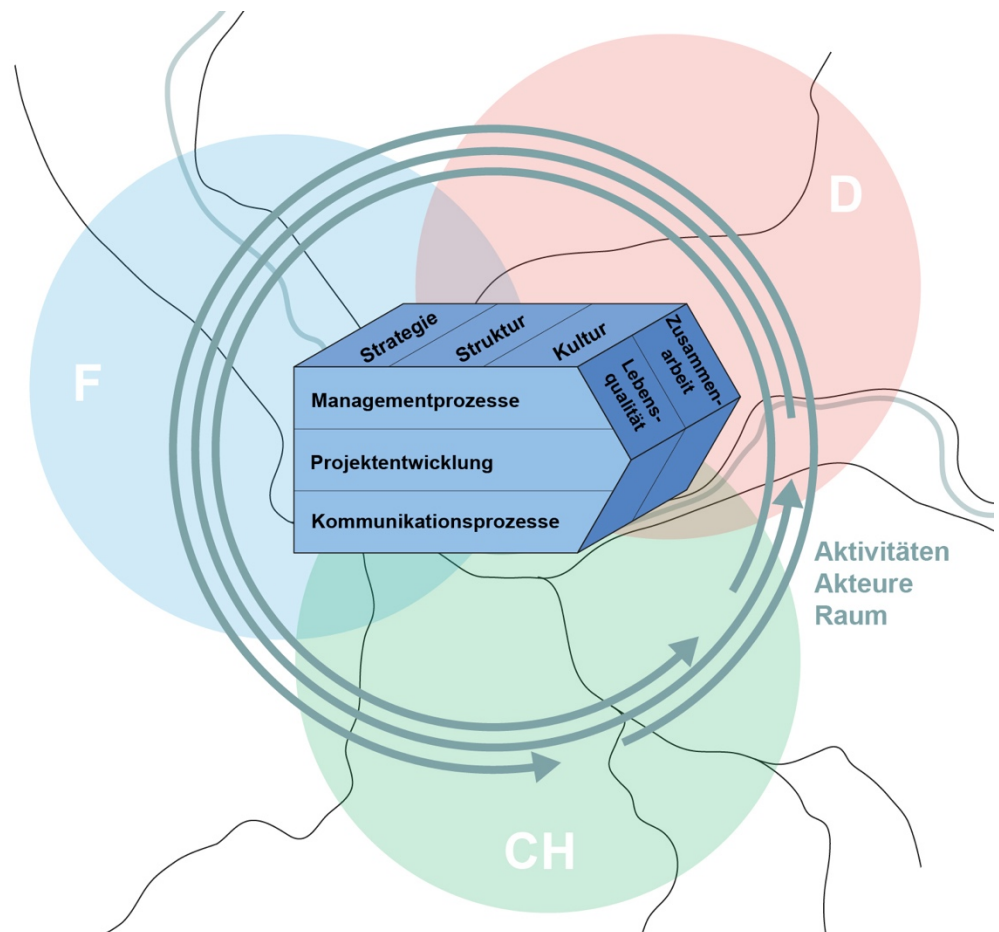 D
F
Strategie
Struktur
Kultur
Zusammen-
arbeit
Lebens-
qualität
Managementprozesse
Projektentwicklung
Kommunikationsprozesse
Aktivitäten
Akteure
Raum
CH